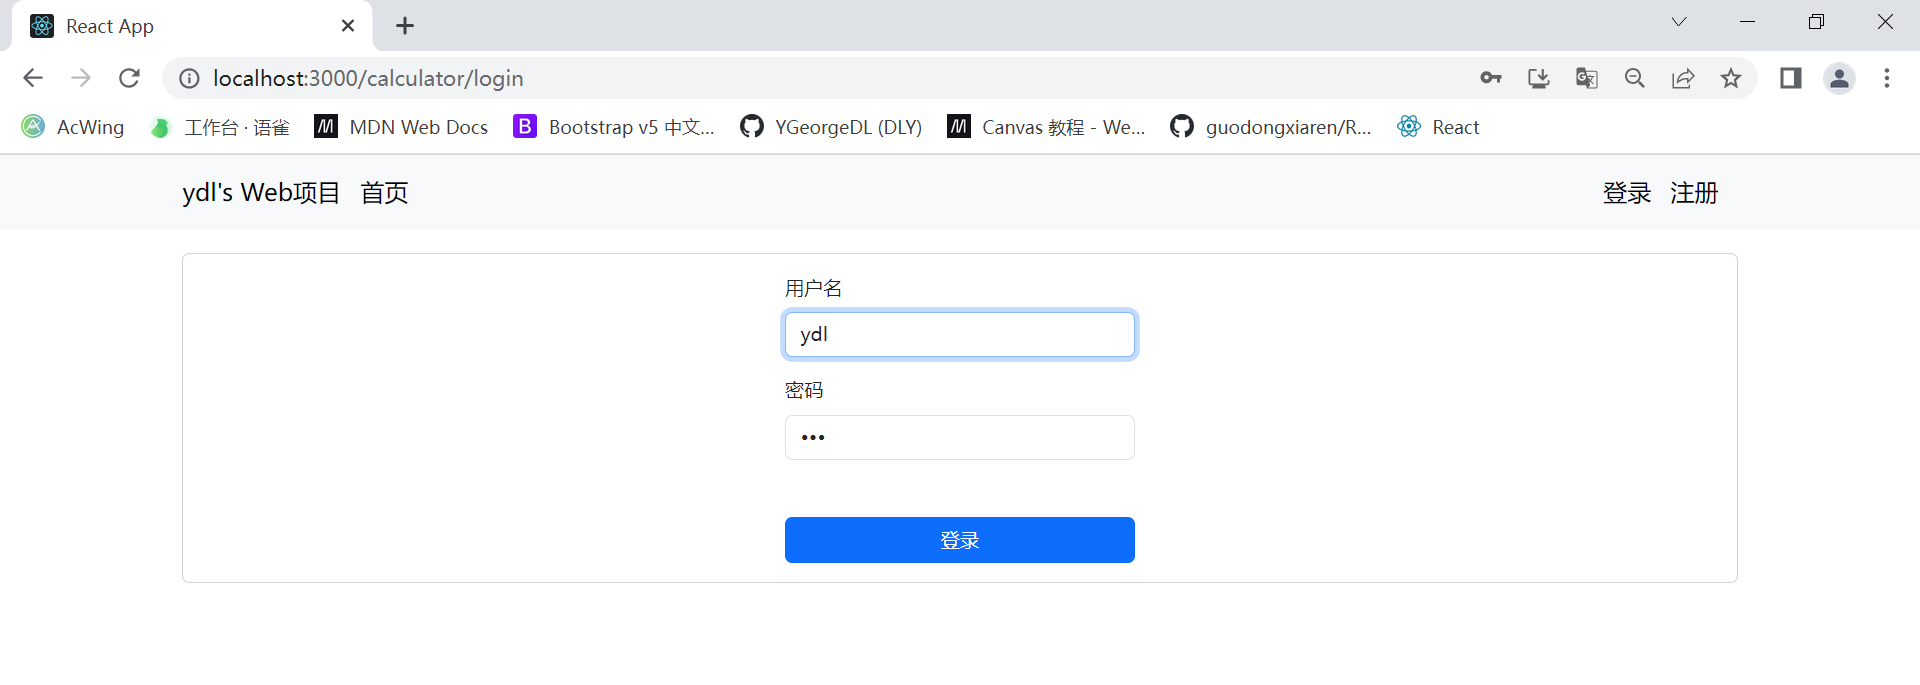 React App
localhost:3000/calculator/login
AcWing 工作台 · 语雀 MDN Web Docs Bootstrap v5 中文... YGeorgeDL (DLY) Canvas 教程 - We... guodongxiaren/R... React
ydl's Web项目 首页 登录 注册
用户名
ydl
密码
•••
登录